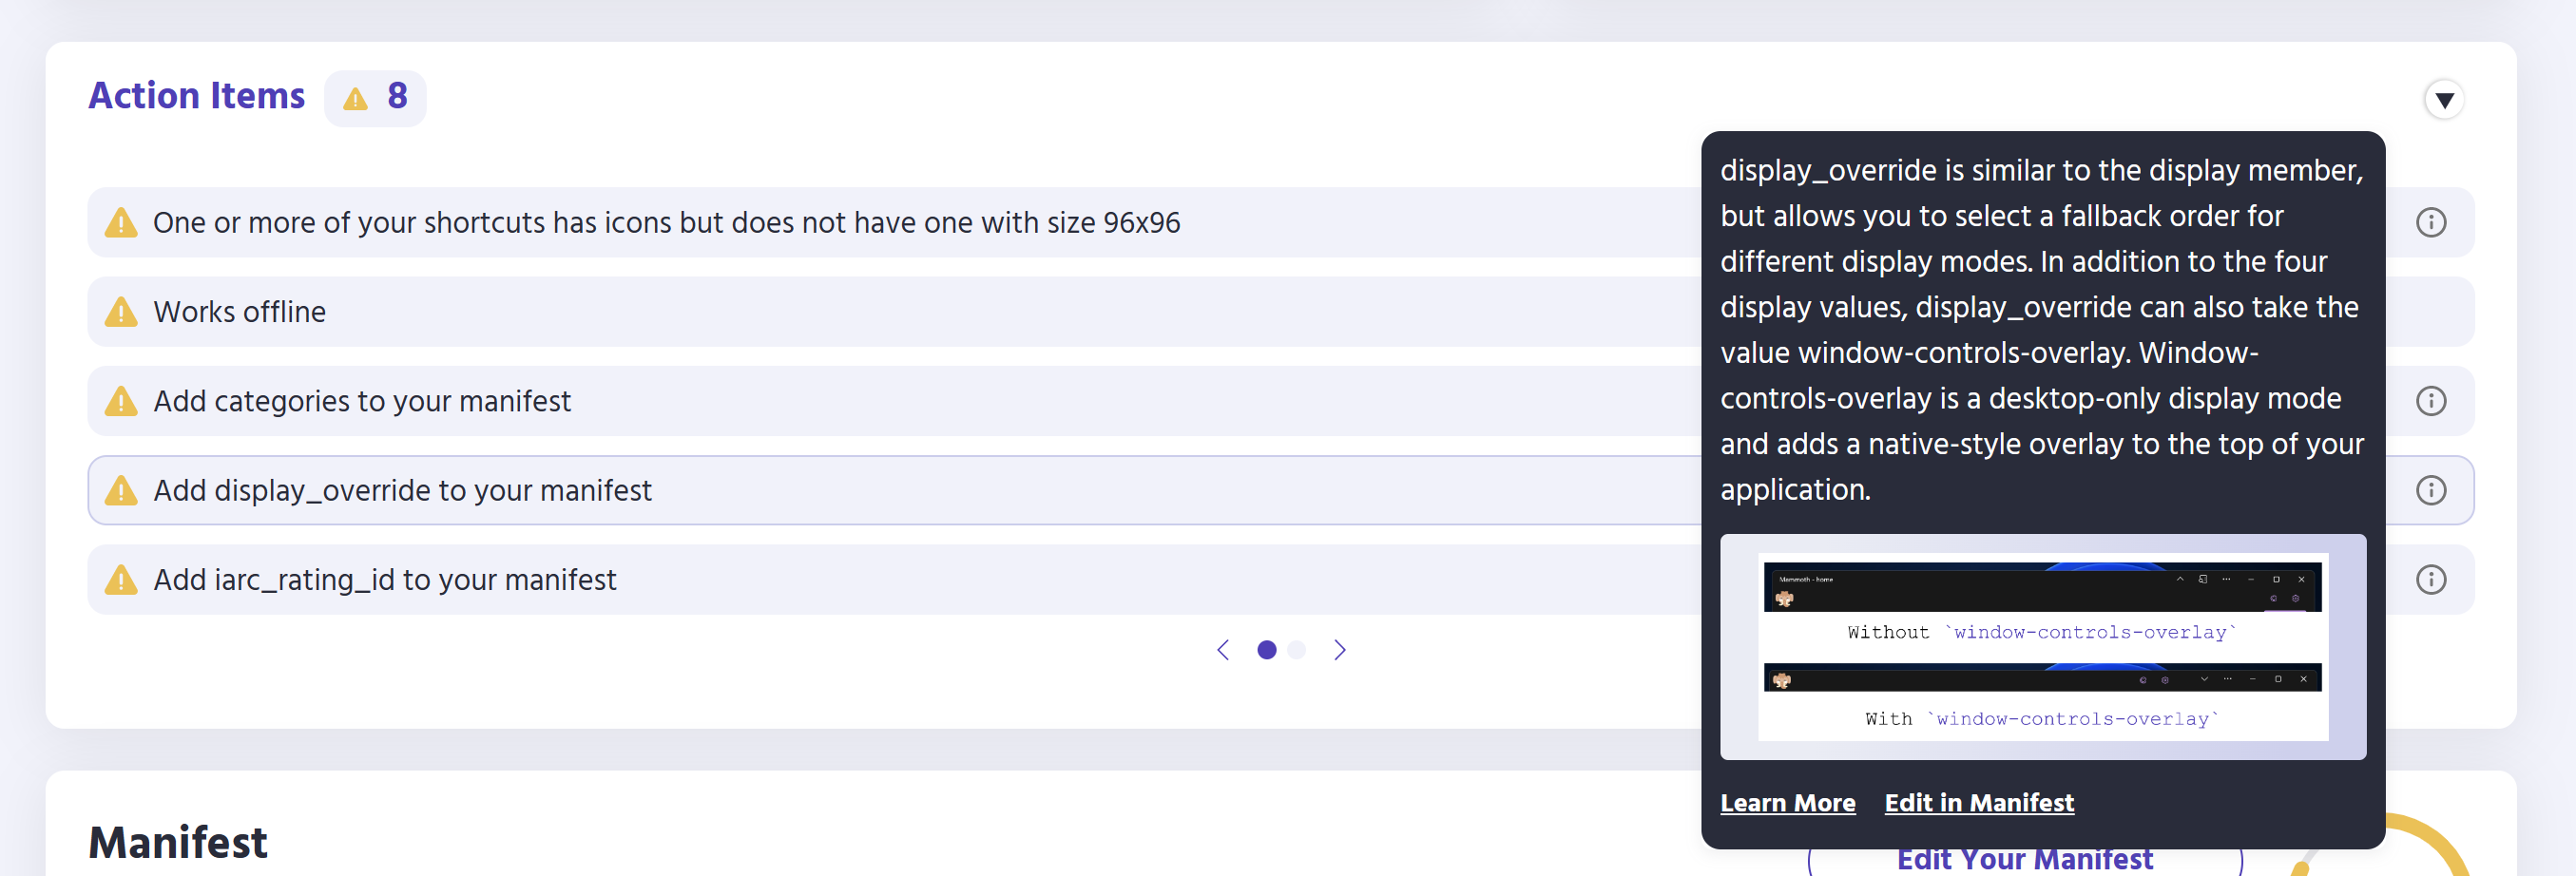 Action Items 8
One or more of your shortcuts has icons but does not have one with size 96x96
Works offline
Add categories to your manifest
Add display_override to your manifest
Add iarc_rating_id to your manifest
display_override is similar to the display member,
but allows you to select a fallback order for
different display modes. In addition to the four
display values, display_override can also take the
value window-controls-overlay. Window-
controls-overlay is a desktop-only display mode
and adds a native-style overlay to the top of your
application.
Mammoth - home
Without `window-controls-overlay`
With `window-controls-overlay`
Learn More Edit in Manifest
Manifest
Edit Your Manifest